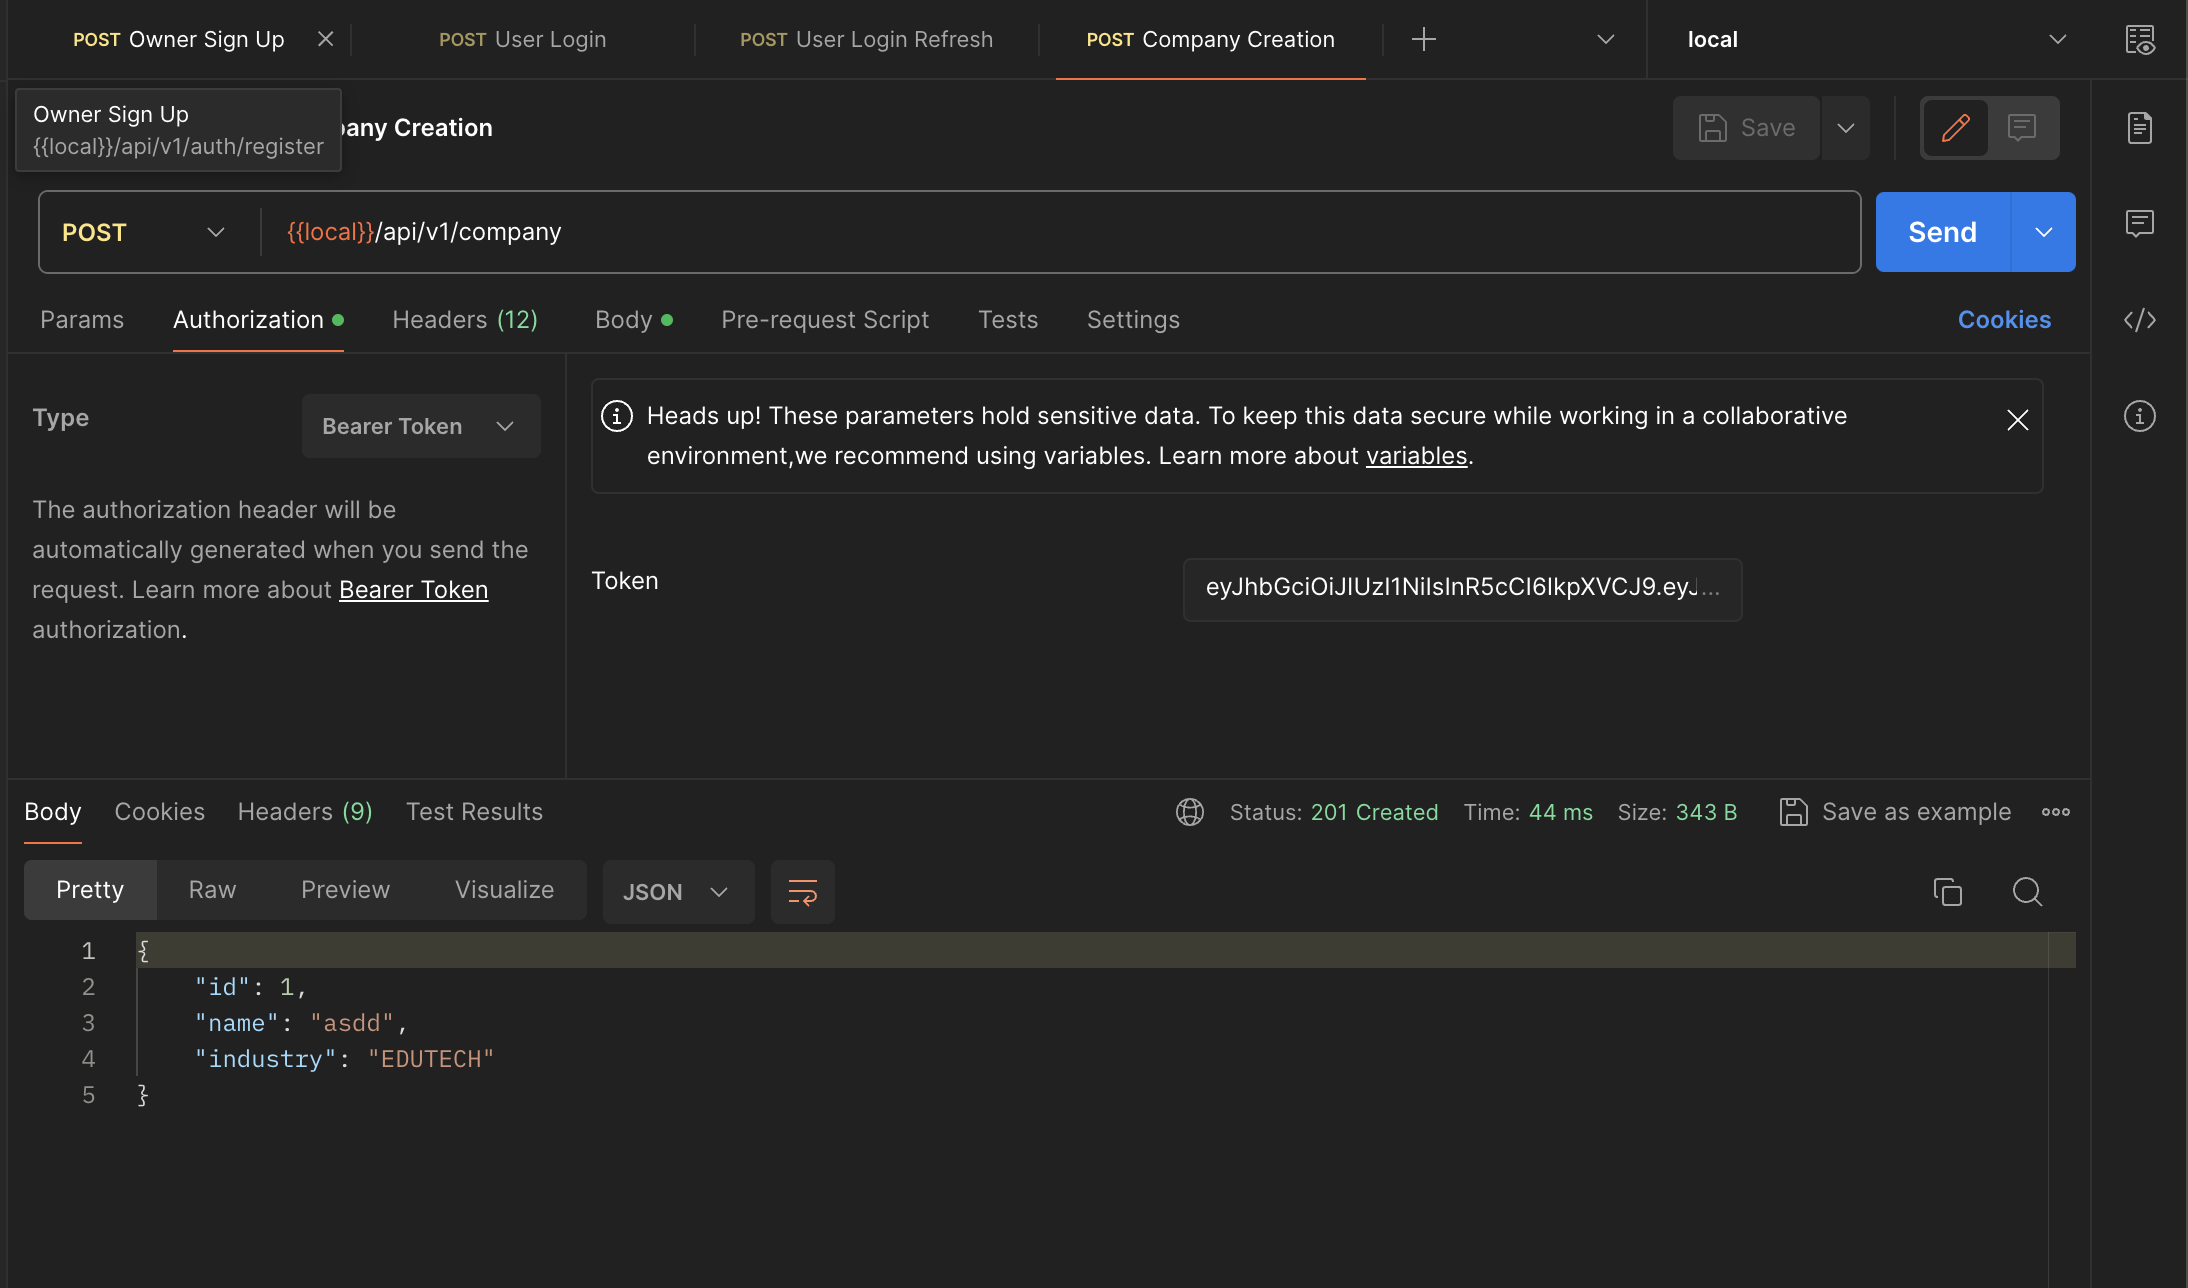 POST Owner Sign Up
POST User Login
POST User Login Refresh
POST Company Creation
local
Owner Sign Up
{{local}}/api/v1/auth/register
pany Creation
Save
POST
{{local}}/api/v1/company
Send
Params
Authorization
Headers (12)
Body
Pre-request Script
Tests
Settings
Cookies
Type
Bearer Token
The authorization header will be
automatically generated when you send the
request. Learn more about Bearer Token
authorization.
Heads up! These parameters hold sensitive data. To keep this data secure while working in a collaborative
environment,we recommend using variables. Learn more about variables.
Token
eyJhbGciOiJIUzI1NiIsInR5cCI6IkpXVCJ9.eyJ...
Body
Cookies
Headers (9)
Test Results
Status: 201 Created
Time: 44 ms
Size: 343 B
Save as example
Pretty
Raw
Preview
Visualize
JSON
1 {
2 "id": 1,
3 "name": "asdd",
4 "industry": "EDUTECH"
5 }